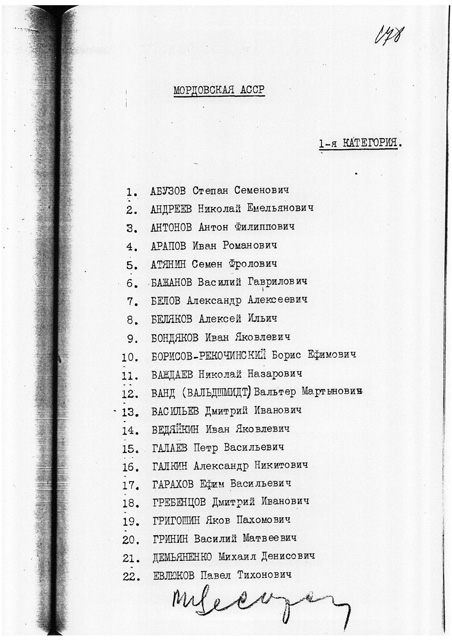 178
МОРДОВСКАЯ АССР
1-я КАТЕГОРИЯ.
1. АБУЗОВ Степан Семенович
2. АНДРЕЕВ Николай Емельянович
3. АНТОНОВ Антон Филиппович
4. АРАПОВ Иван Романович
5. АТЯНИН Семен Фролович
6. БАЖАНОВ Василий Гаврилович
7. БЕЛОВ Александр Алексеевич
8. БЕЛЯКОВ Алексей Ильич
9. БОНДЯКОВ Иван Яковлевич
10. БОРИСОВ-РЕКОЧИНСКИЙ Борис Ефимович
11. ВАЖДАЕВ Николай Назарович
12. ВАНД (ВАЛЬДШМИДТ) Вальтер Мартынович
13. ВАСИЛЬЕВ Дмитрий Иванович
14. ВЕДЯЙКИН Иван Яковлевич
15. ГАЛАЕВ Петр Васильевич
16. ГАЛКИН Александр Никитович
17. ГАРАХОВ Ефим Васильевич
18. ГРЕБЕНЦОВ Дмитрий Иванович
19. ГРИГОШИН Яков Пахомович
20. ГРИНИН Василий Матвеевич
21. ДЕМЬЯНЕНКО Михаил Денисович
22. ЕВЛЮКОВ Павел Тихонович